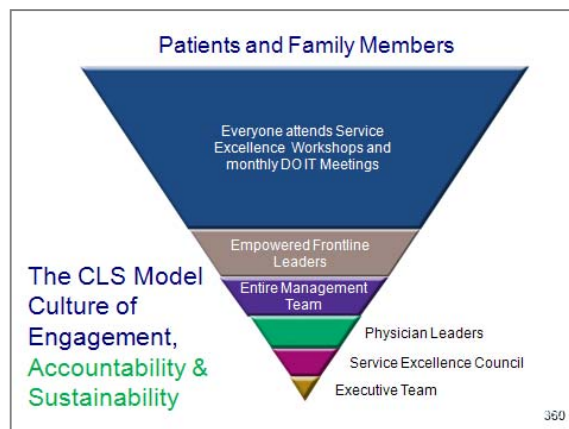 Patients and Family Members
Everyone attends Service
Excellence Workshops and
monthly DO IT Meetings
Empowered Frontline
Leaders
Entire Management
Team
The CLS Model
Culture of
Engagement,
Accountability &
Sustainability
Physician Leaders
Service Excellence Council
Executive Team
360